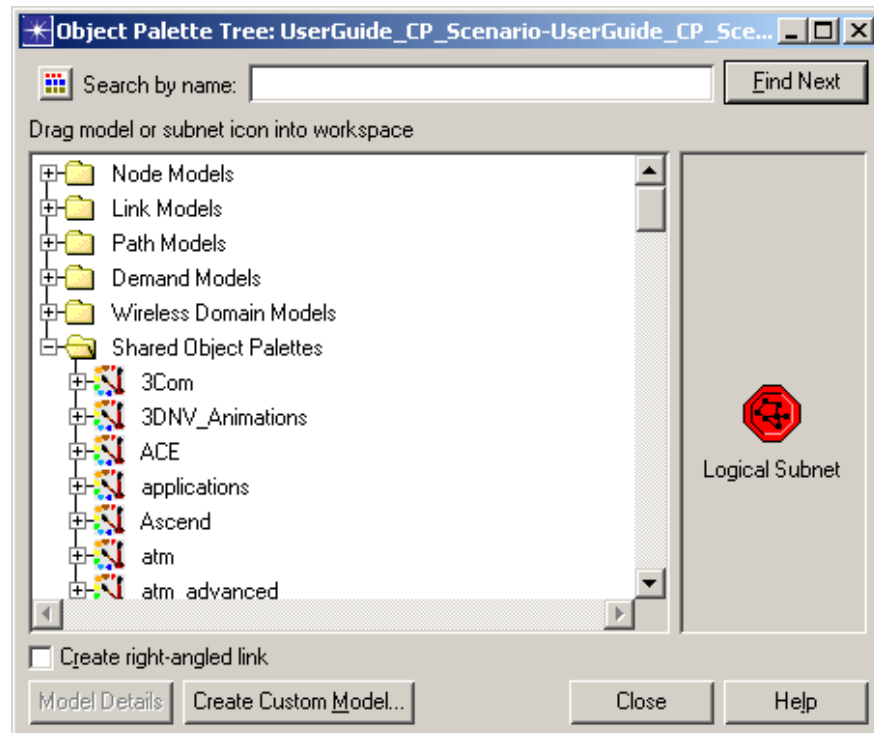 Object Palette Tree: UserGuide_CP_Scenario-UserGuide_CP_Sce...
Search by name:
Find Next
Drag model or subnet icon into workspace
Node Models
Link Models
Path Models
Demand Models
Wireless Domain Models
Shared Object Palettes
3Com
3DNV_Animations
ACE
applications
Ascend
atm
atm_advanced
Logical Subnet
Create right-angled link
Model Details
Create Custom Model...
Close
Help